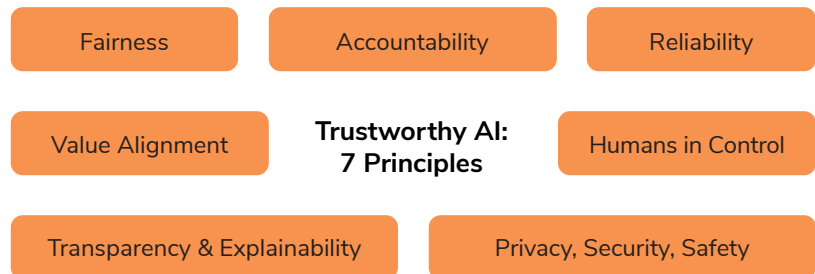 Fairness
Accountability
Reliability
Value Alignment
Trustworthy AI:
7 Principles
Humans in Control
Transparency & Explainability
Privacy, Security, Safety